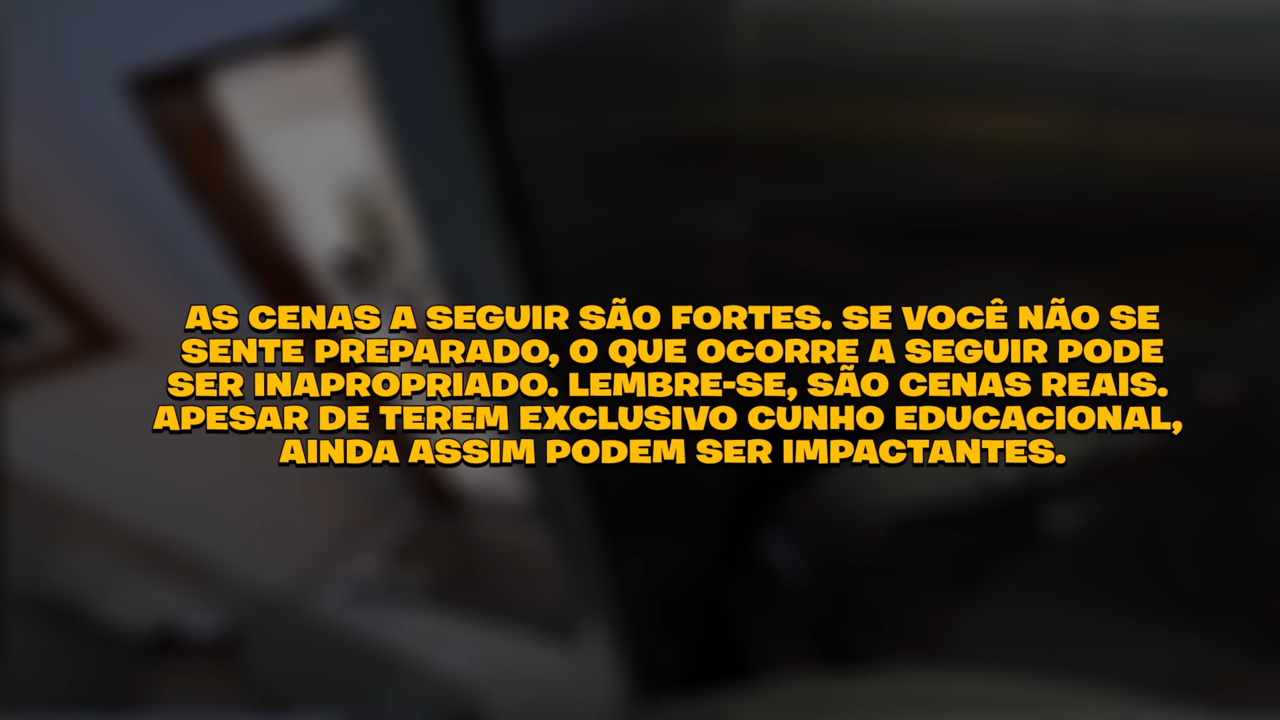 AS CENAS A SEGUIR SÃO FORTES. SE VOCÊ NÃO SE
SENTE PREPARADO, O QUE OCORRE A SEGUIR PODE
SER INAPROPRIADO. LEMBRE-SE, SÃO CENAS REAIS.
APESAR DE TEREM EXCLUSIVO CUNHO EDUCACIONAL,
AINDA ASSIM PODEM SER IMPACTANTES.